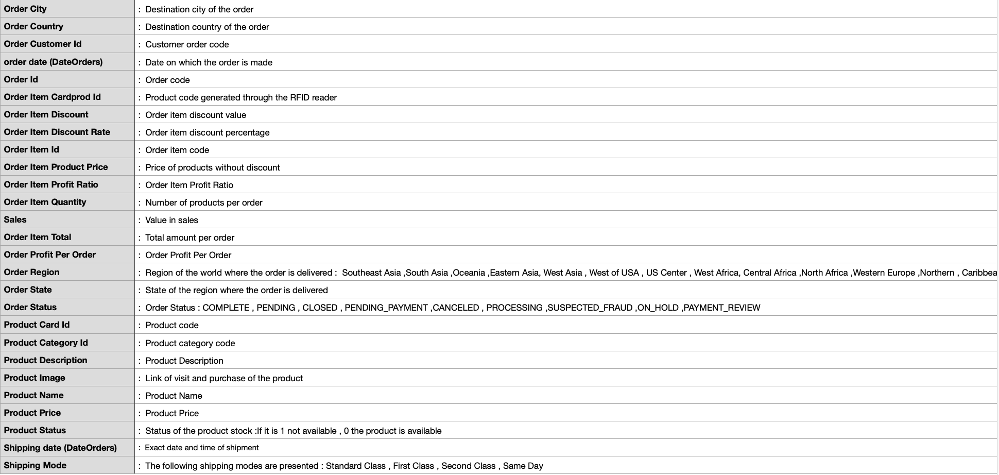 Order City : Destination city of the order
Order Country : Destination country of the order
Order Customer Id : Customer order code
order date (DateOrders) : Date on which the order is made
Order Id : Order code
Order Item Cardprod Id : Product code generated through the RFID reader
Order Item Discount : Order item discount value
Order Item Discount Rate : Order item discount percentage
Order Item Id : Order item code
Order Item Product Price : Price of products without discount
Order Item Profit Ratio : Order Item Profit Ratio
Order Item Quantity : Number of products per order
Sales : Value in sales
Order Item Total : Total amount per order
Order Profit Per Order : Order Profit Per Order
Order Region : Region of the world where the order is delivered : Southeast Asia ,South Asia ,Oceania ,Eastern Asia, West Asia , West of USA , US Center , West Africa, Central Africa ,North Africa ,Western Europe ,Northern , Caribbea
Order State : State of the region where the order is delivered
Order Status : Order Status : COMPLETE , PENDING , CLOSED , PENDING_PAYMENT ,CANCELED , PROCESSING ,SUSPECTED_FRAUD ,ON_HOLD ,PAYMENT_REVIEW
Product Card Id : Product code
Product Category Id : Product category code
Product Description : Product Description
Product Image : Link of visit and purchase of the product
Product Name : Product Name
Product Price : Product Price
Product Status : Status of the product stock :If it is 1 not available , 0 the product is available
Shipping date (DateOrders) : Exact date and time of shipment
Shipping Mode : The following shipping modes are presented : Standard Class , First Class , Second Class , Same Day